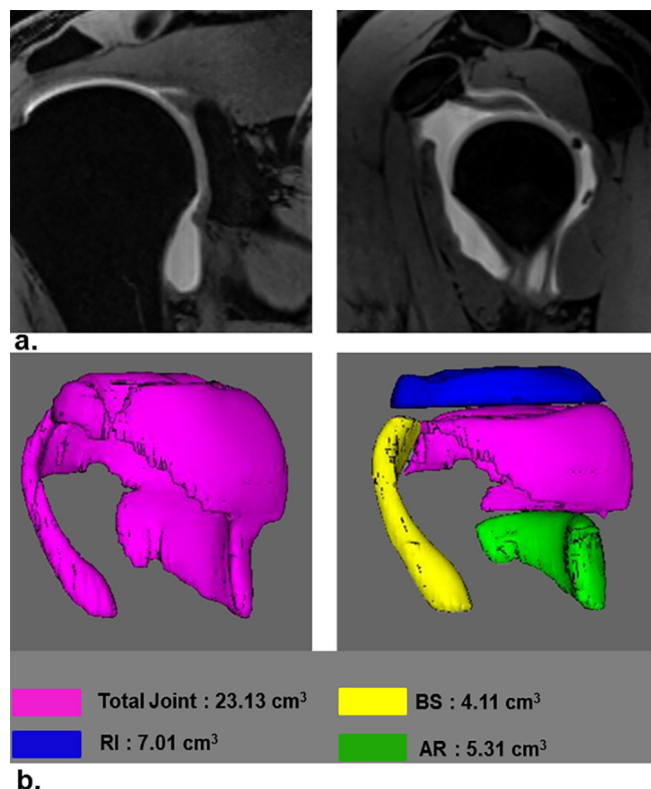 a.
Total Joint : 23.13 cm³
BS : 4.11 cm³
RI : 7.01 cm³
AR : 5.31 cm³
b.